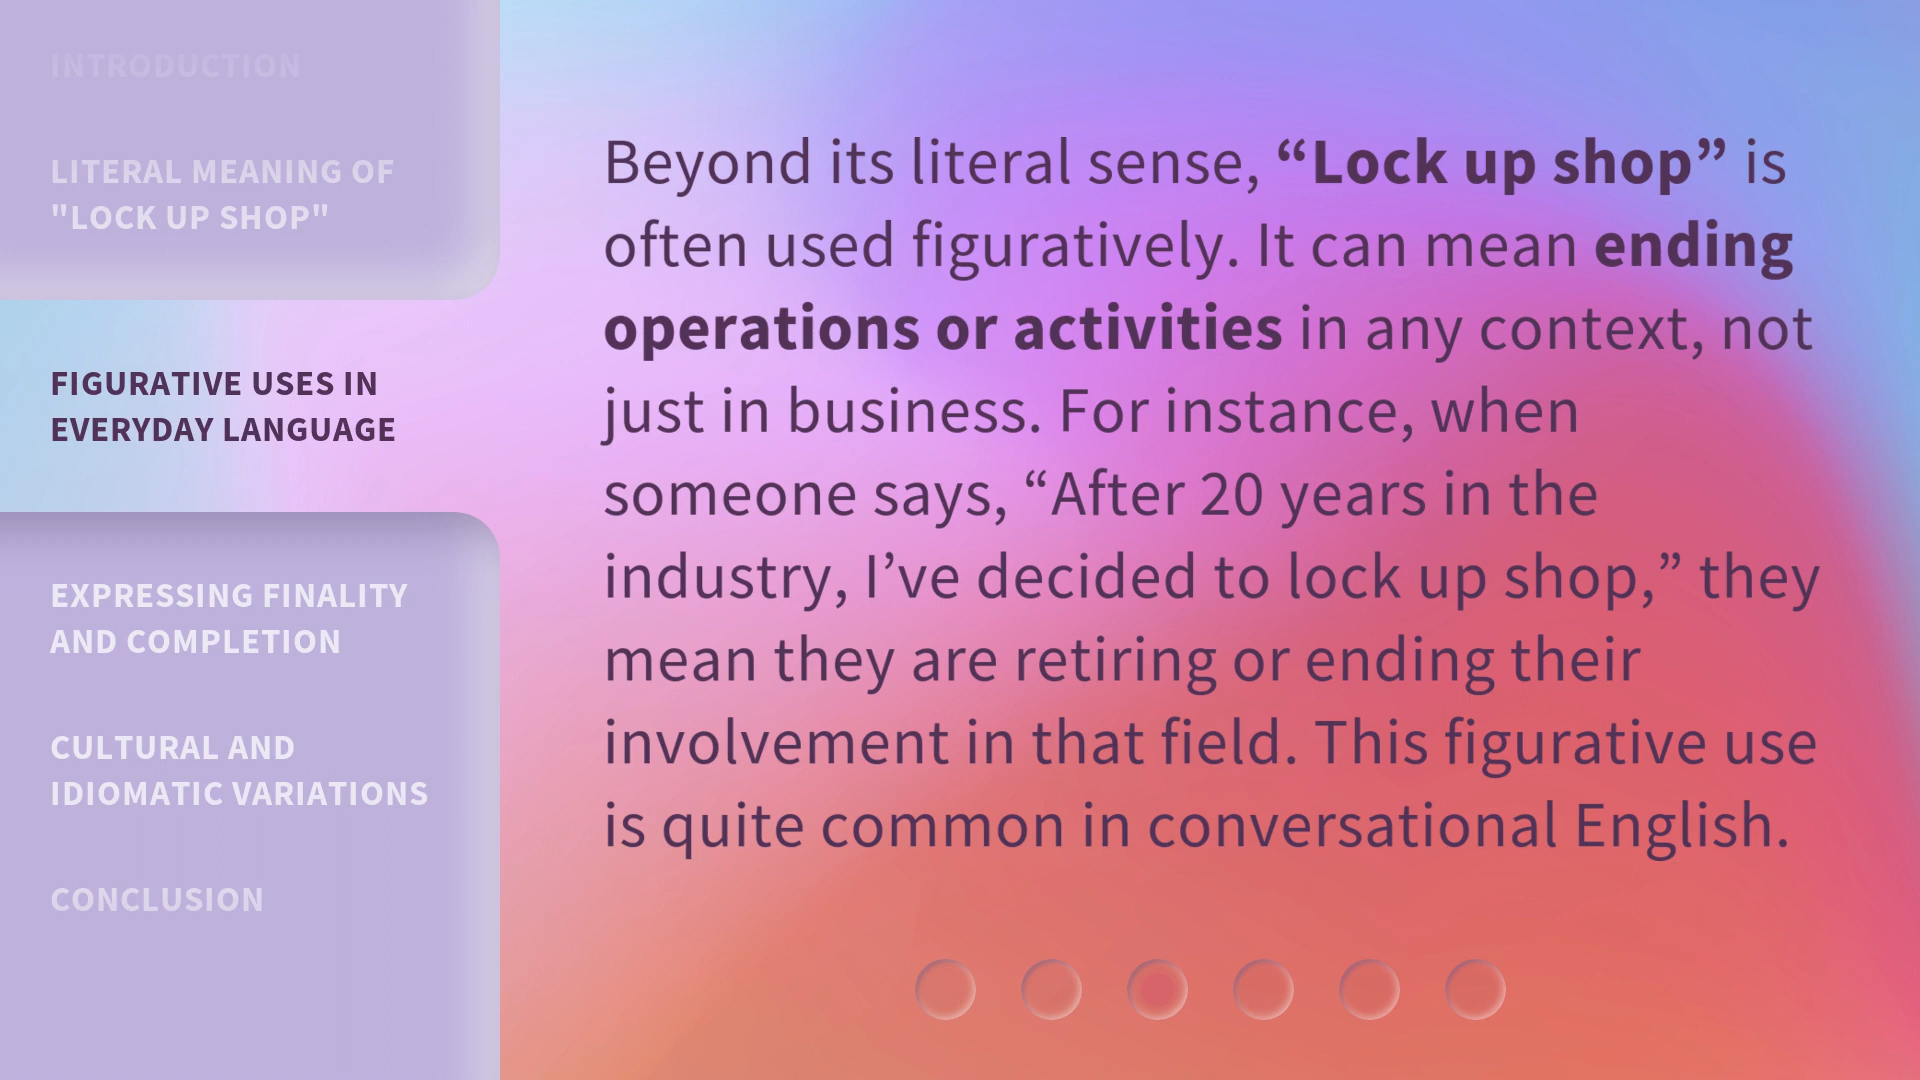 INTRODUCTION
LITERAL MEANING OF
"LOCK UP SHOP"
FIGURATIVE USES IN
EVERYDAY LANGUAGE
EXPRESSING FINALITY
AND COMPLETION
CULTURAL AND
IDIOMATIC VARIATIONS
CONCLUSION
Beyond its literal sense, “Lock up shop” is
often used figuratively. It can mean ending
operations or activities in any context, not
just in business. For instance, when
someone says, “After 20 years in the
industry, I’ve decided to lock up shop,” they
mean they are retiring or ending their
involvement in that field. This figurative use
is quite common in conversational English.